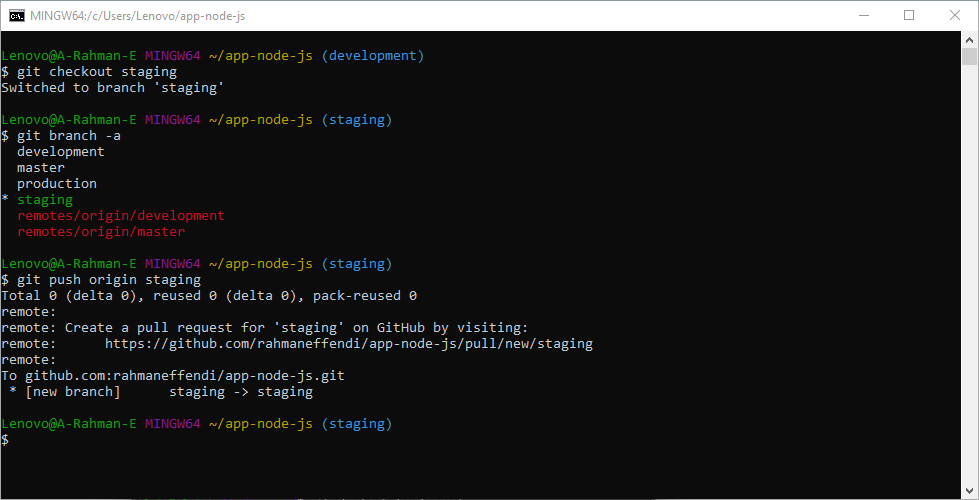 MINGW64:/c/Users/Lenovo/app-node-js
Lenovo@A-Rahman-E MINGW64 ~/app-node-js (development)
$ git checkout staging
Switched to branch 'staging'
Lenovo@A-Rahman-E MINGW64 ~/app-node-js (staging)
$ git branch -a
  development
  master
  production
* staging
  remotes/origin/development
  remotes/origin/master
Lenovo@A-Rahman-E MINGW64 ~/app-node-js (staging)
$ git push origin staging
Total 0 (delta 0), reused 0 (delta 0), pack-reused 0
remote:
remote: Create a pull request for 'staging' on GitHub by visiting:
remote:      https://github.com/rahmaneffendi/app-node-js/pull/new/staging
remote:
To github.com:rahmaneffendi/app-node-js.git
 * [new branch]      staging -> staging
Lenovo@A-Rahman-E MINGW64 ~/app-node-js (staging)
$